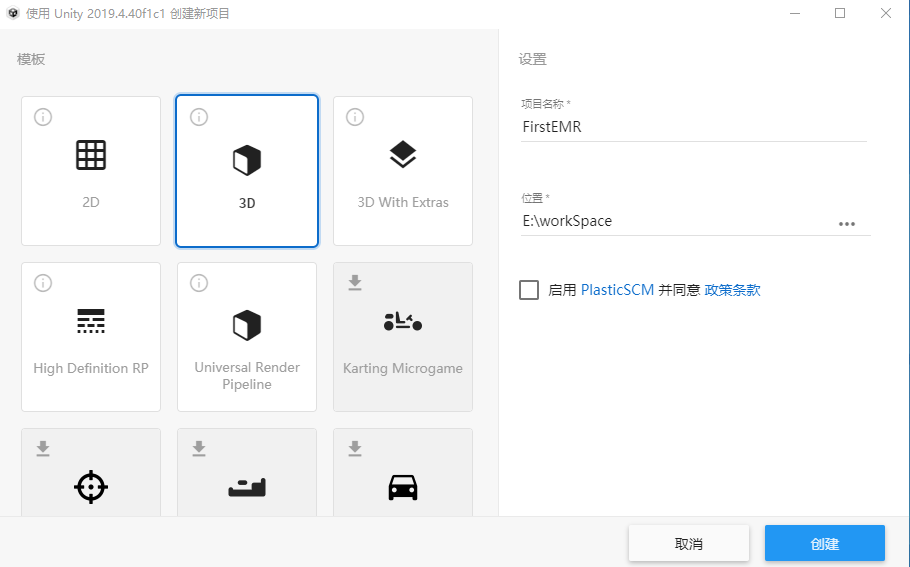 使用 Unity 2019.4.40f1c1 创建新项目
模板
2D
3D
3D With Extras
High Definition RP
Universal Render
Pipeline
Karting Microgame
设置
项目名称 *
FirstEMR
位置 *
E:\workSpace
启用 PlasticSCM 并同意 政策条款
取消
创建